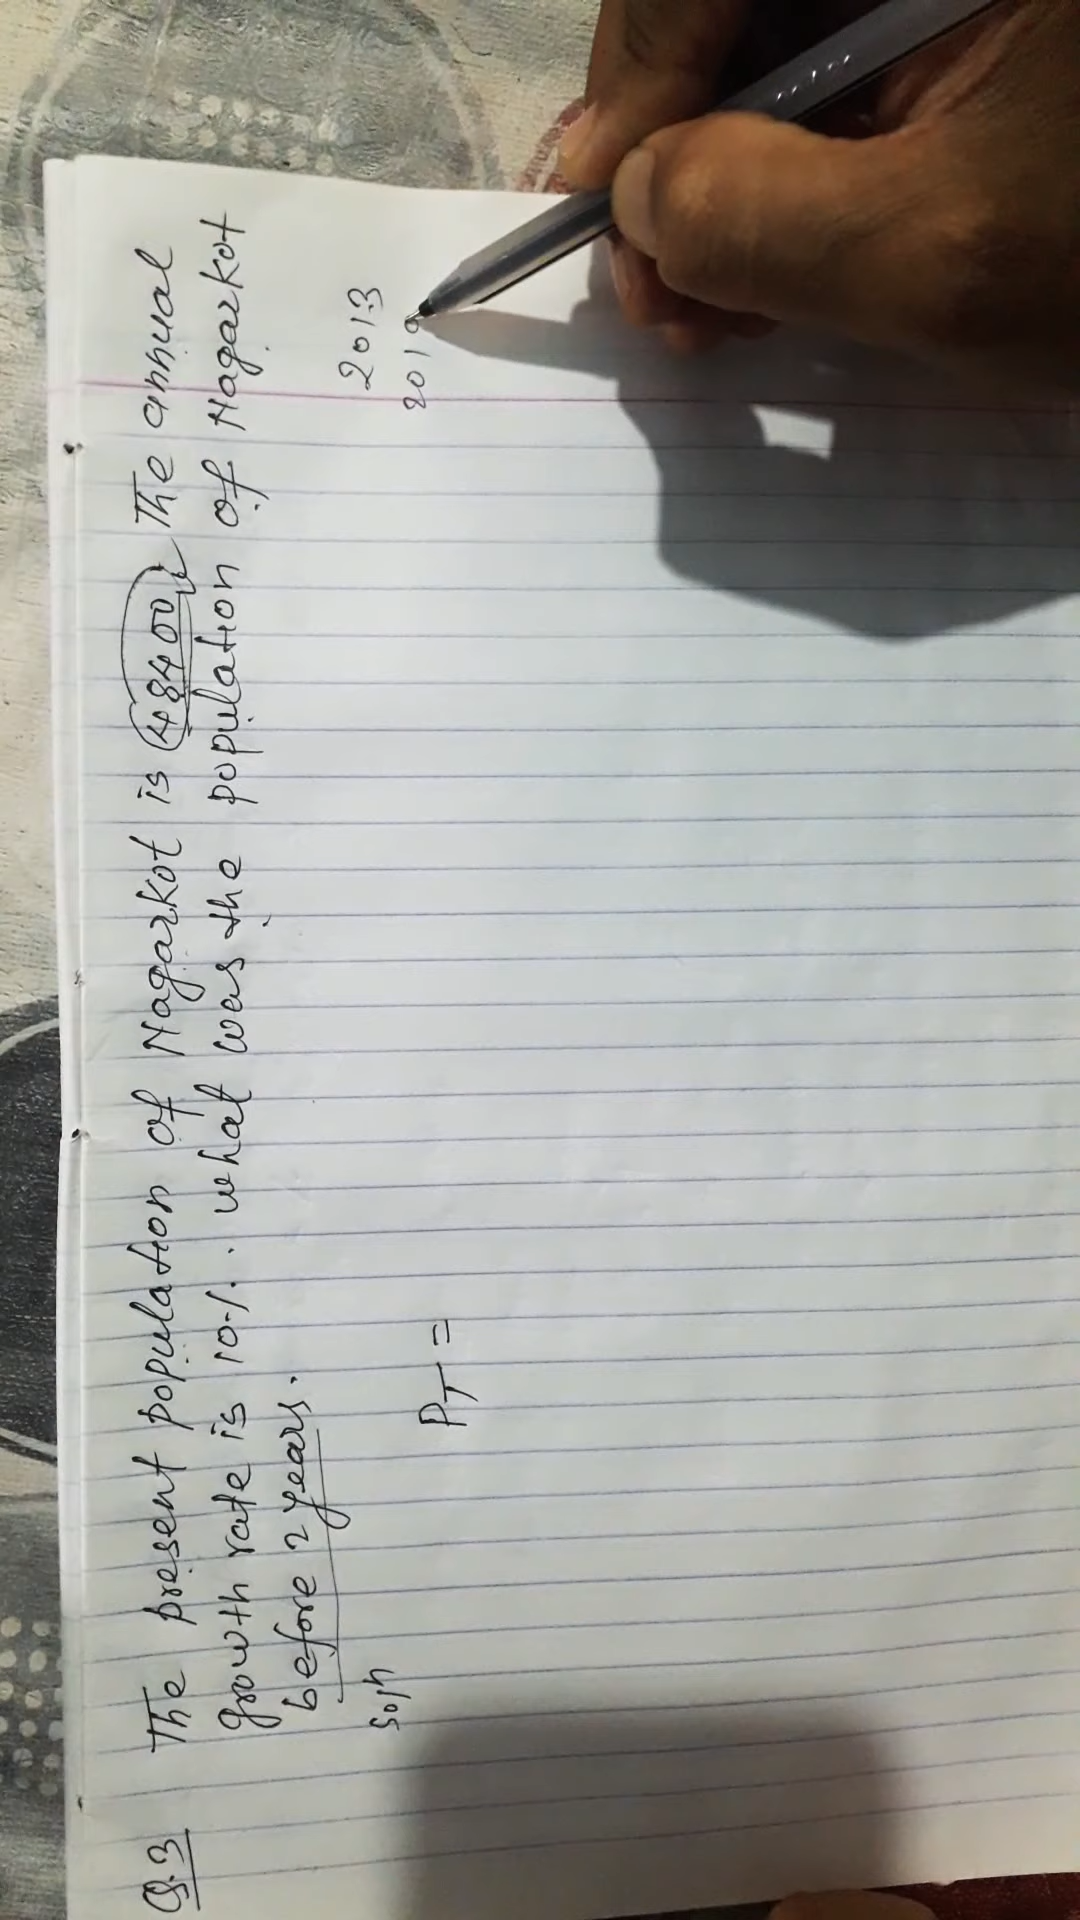 Q.3 The present population of Nagarkot is 48400. The annual
growth rate is 10%. what was the population of Nagarkot
before 2 years.
soln
2013
PT =
201